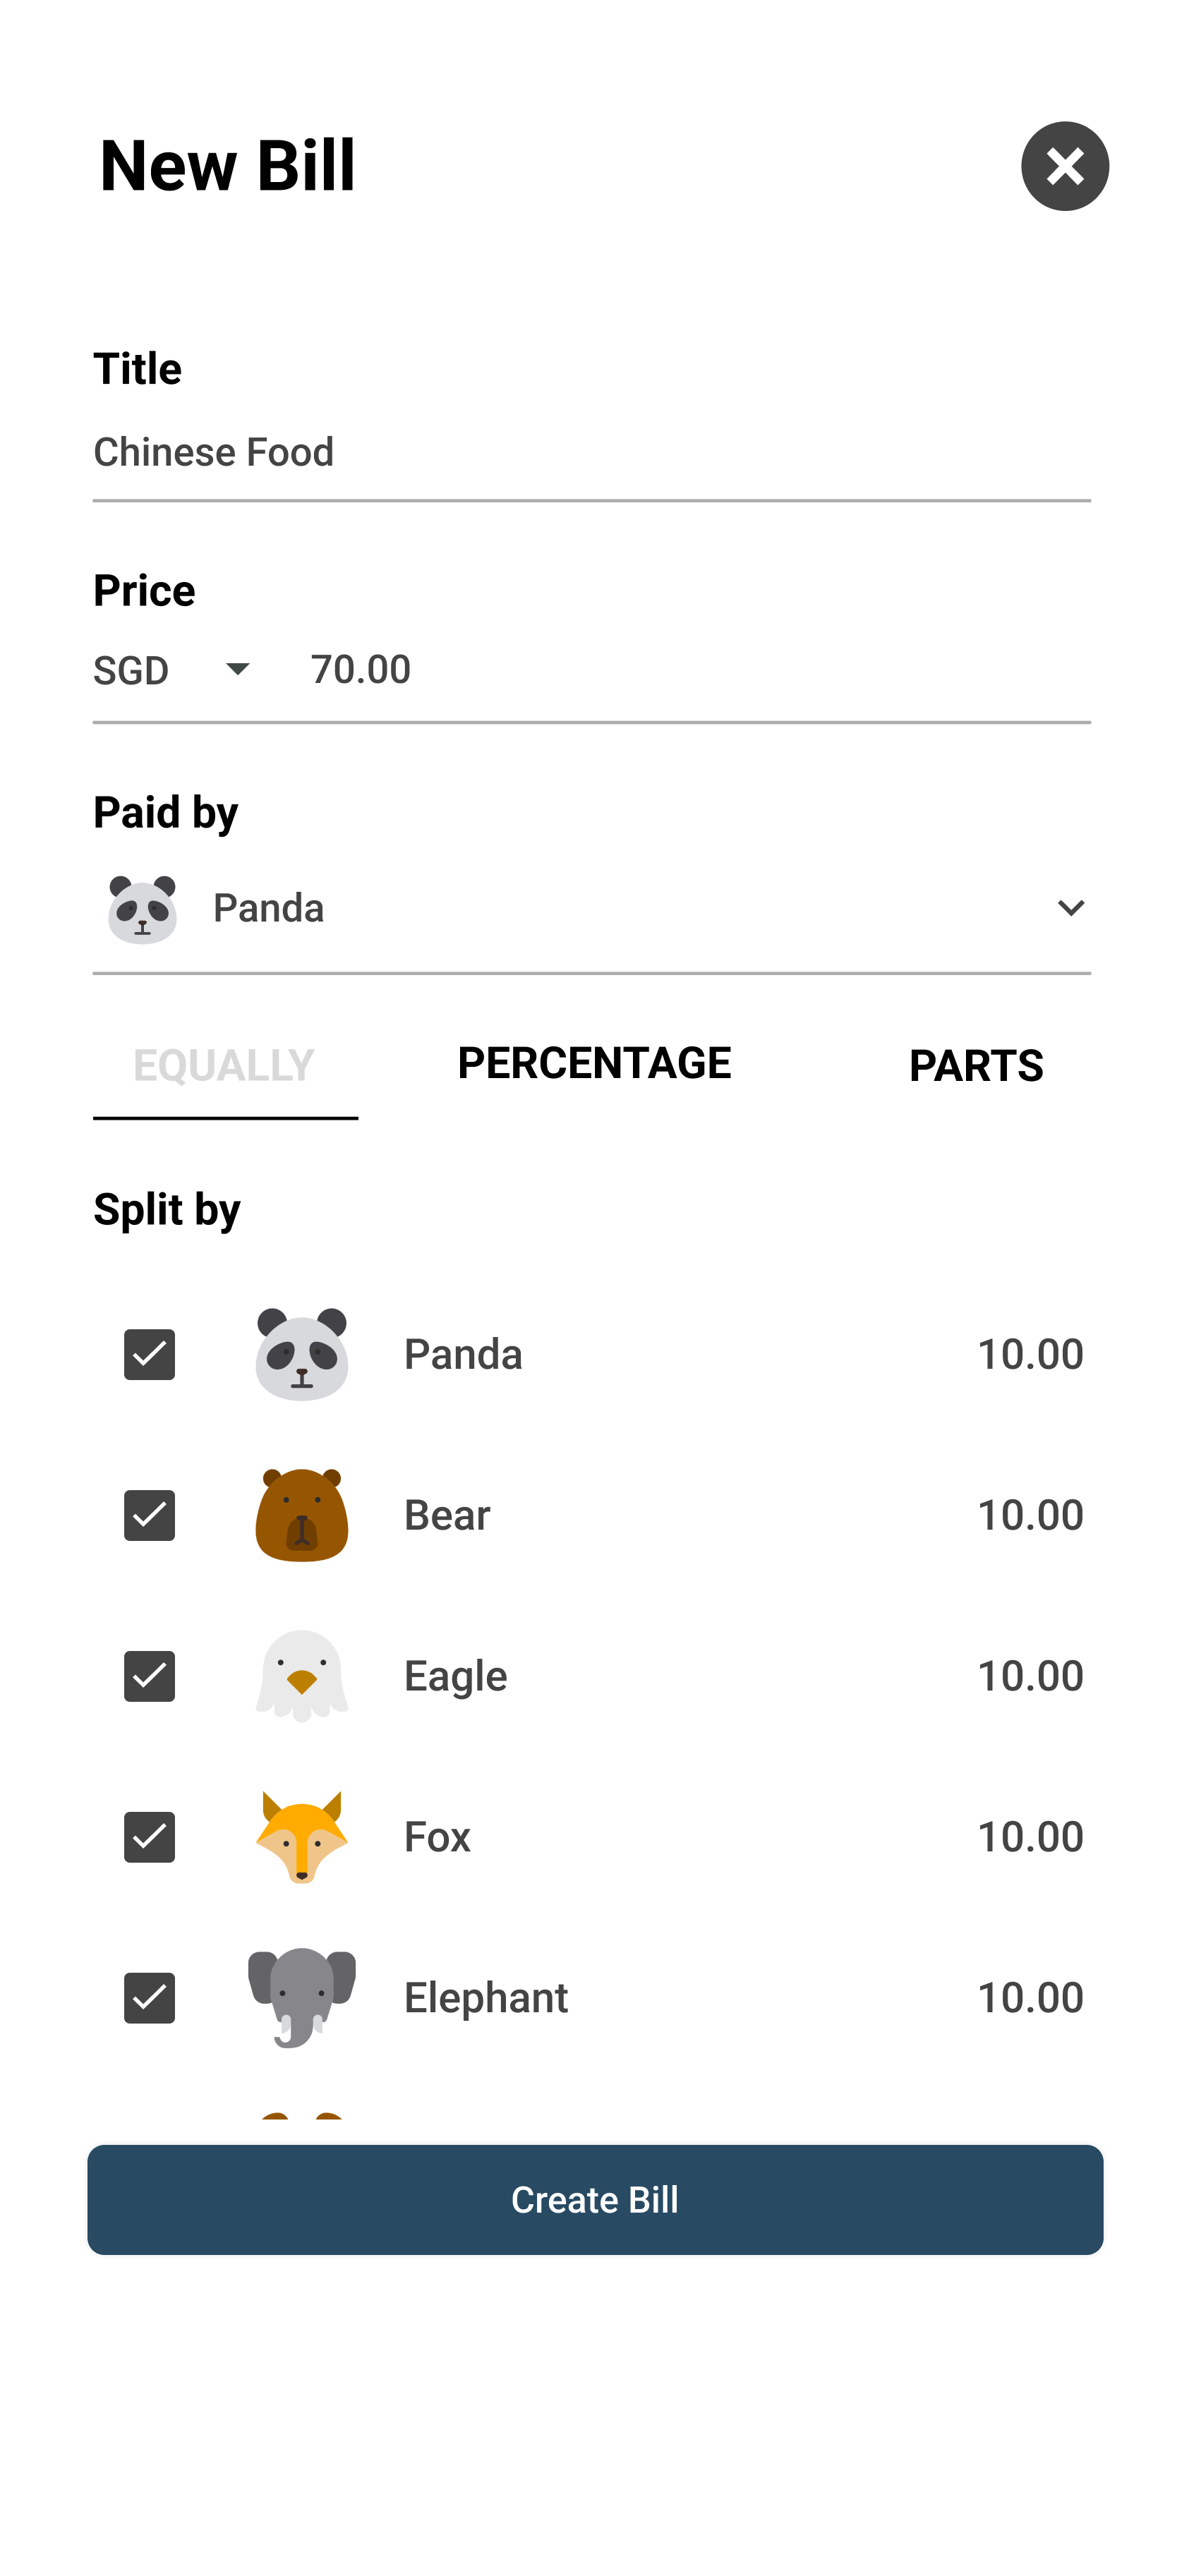 New Bill
Title
Chinese Food
Price
SGD 70.00
Paid by
Panda
EQUALLY PERCENTAGE PARTS
Split by
Panda 10.00
Bear 10.00
Eagle 10.00
Fox 10.00
Elephant 10.00
Create Bill